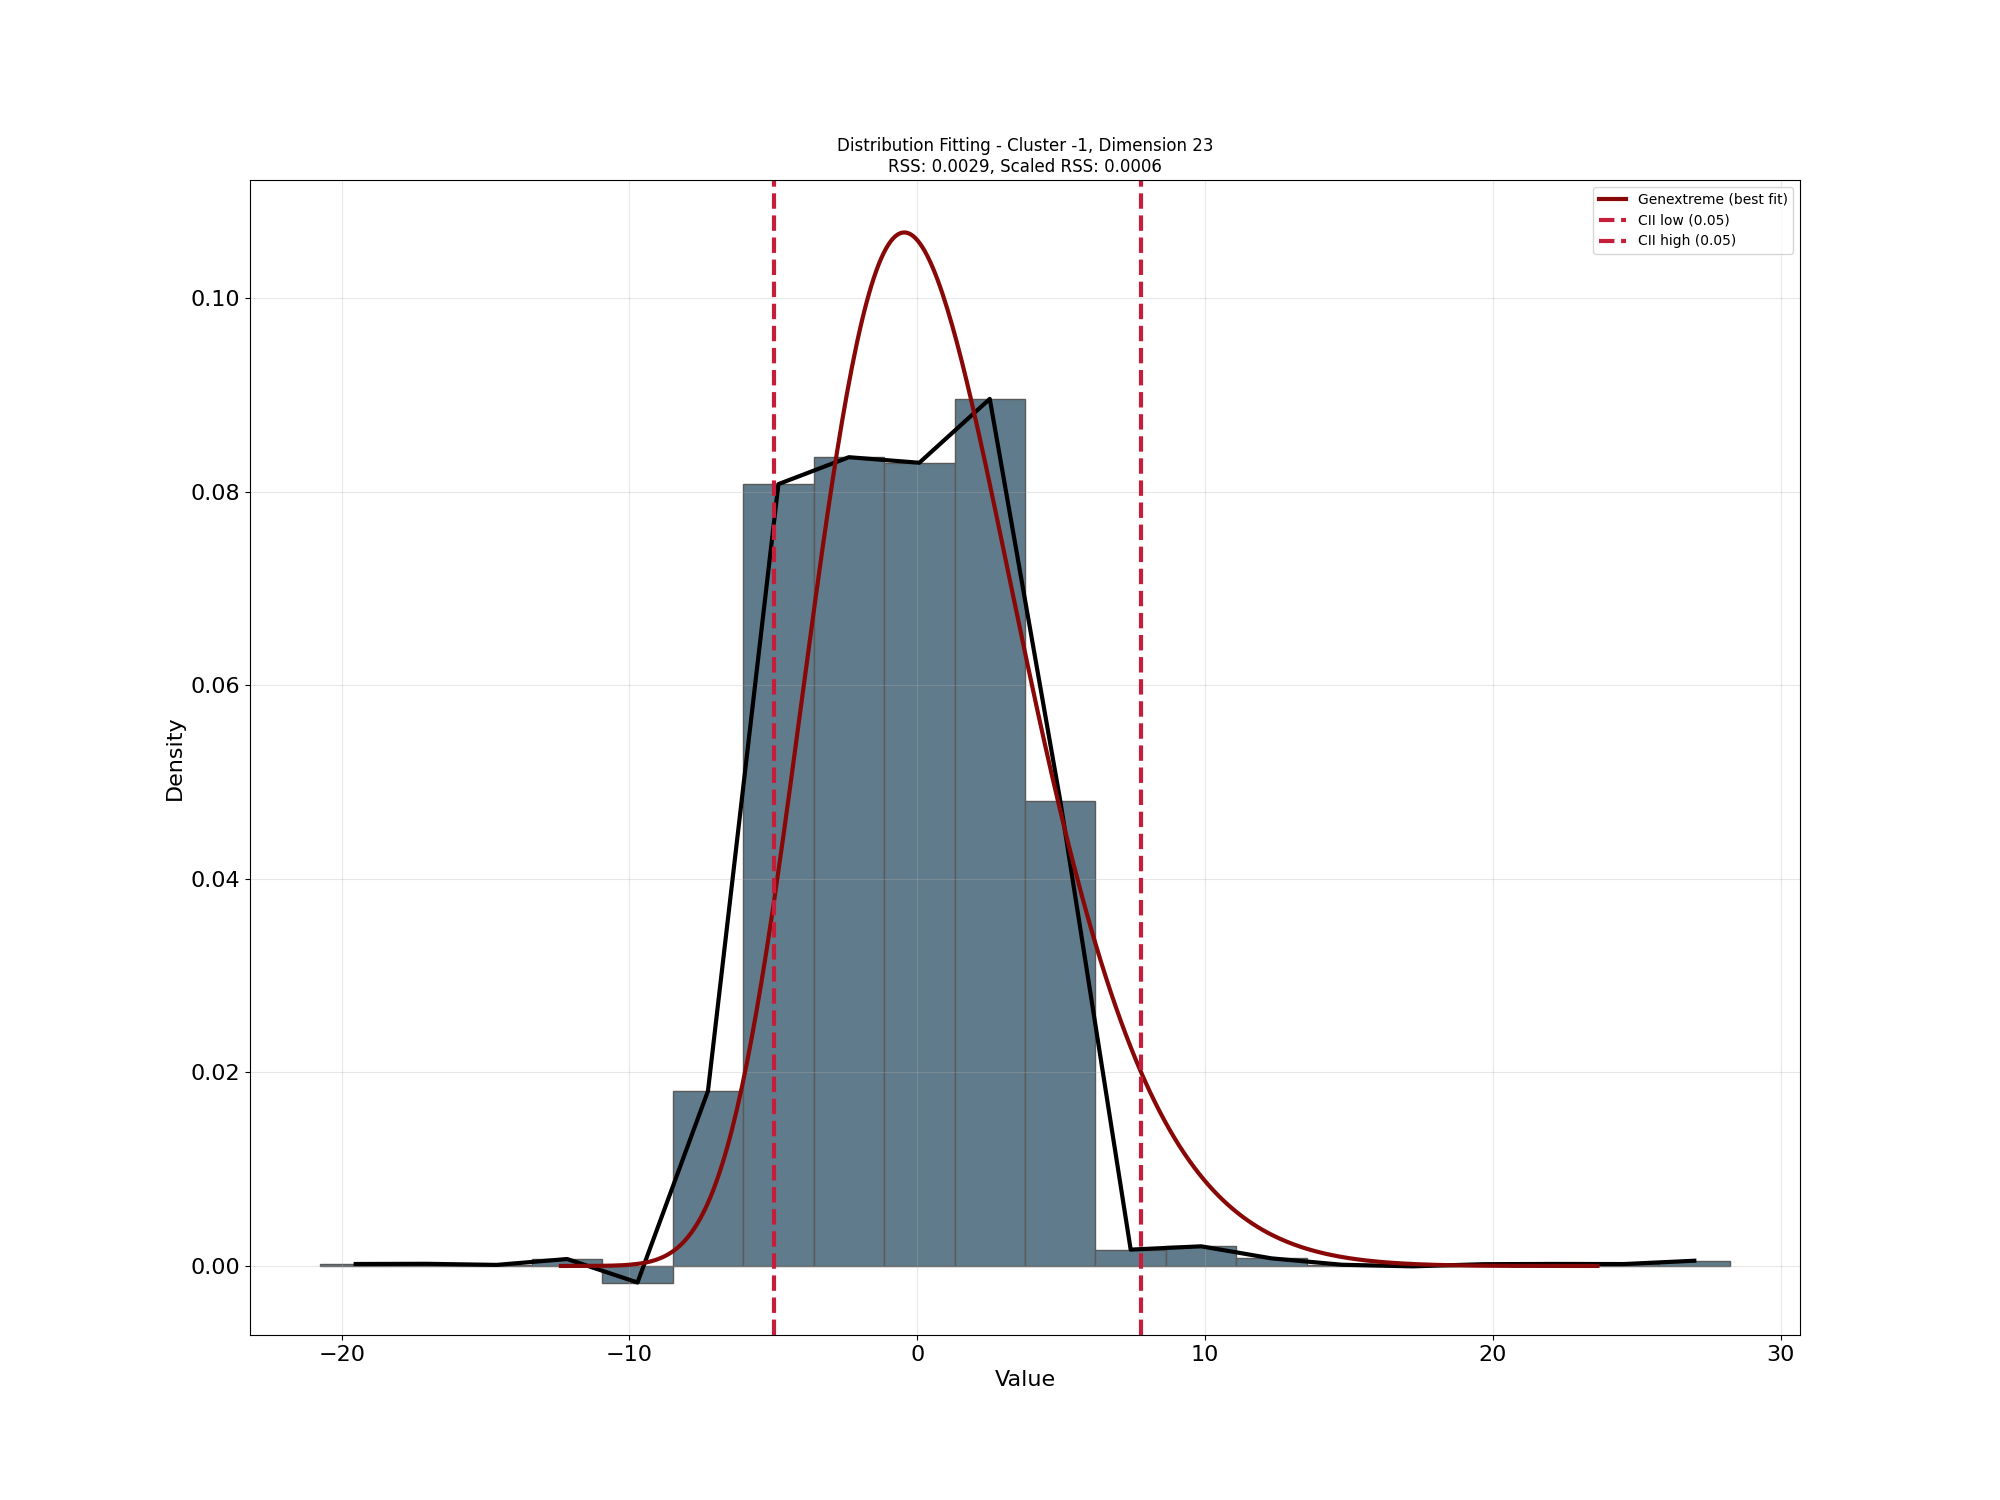 Distribution Fitting - Cluster -1, Dimension 23
RSS: 0.0029, Scaled RSS: 0.0006
Genextreme (best fit)
CII low (0.05)
CII high (0.05)
0.10
0.08
0.06
0.04
0.02
0.00
Density
−20 −10 0 10 20 30
Value